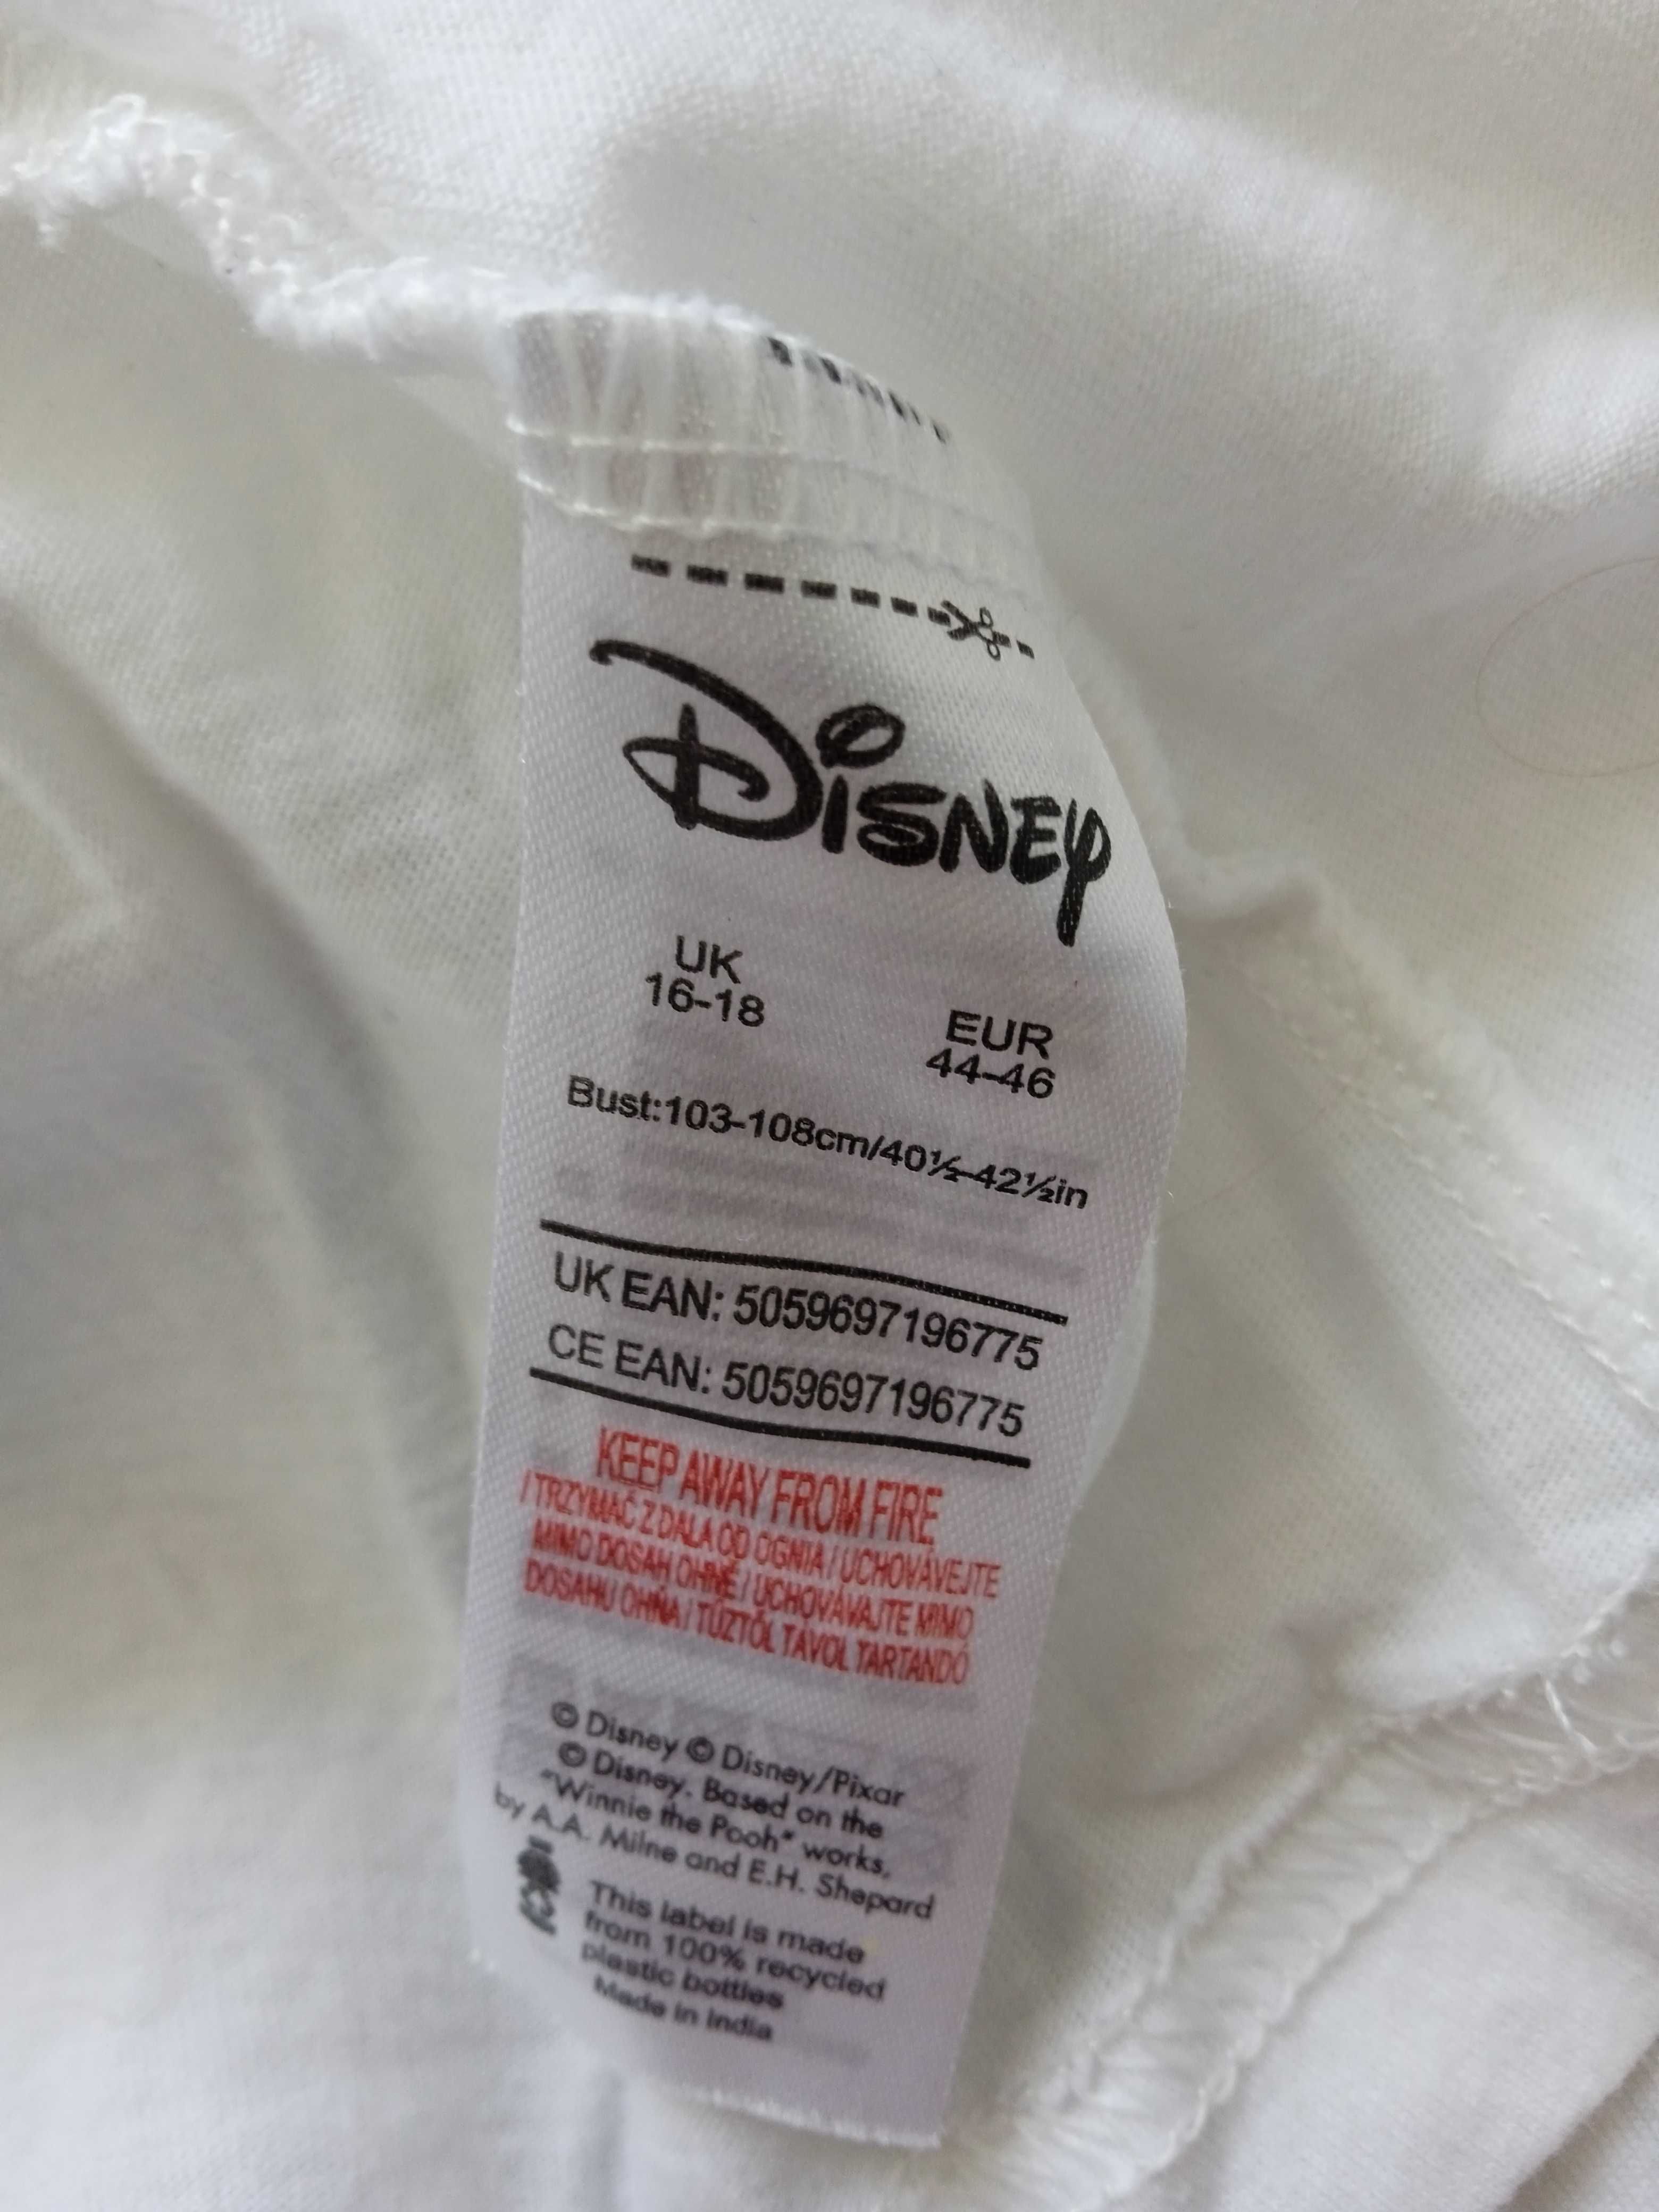 Disney
UK
16-18
EUR
44-46
Bust:103-108cm/40½-42½in
UK EAN: 5059697196775
CE EAN: 5059697196775
KEEP AWAY FROM FIRE
/ TRZYMAĆ Z DALA OD OGNIA / UCHOVÁVEJTE
MIMO DOSAH OHNĚ / UCHOVÁVAJTE MIMO
DOSAHU OHŇA / TŰZTŐL TÁVOL TARTANDÓ
© Disney © Disney/Pixar
© Disney. Based on the
"Winnie the Pooh" works,
by A.A. Milne and E.H. Shepard
This label is made
from 100% recycled
plastic bottles
Made in India